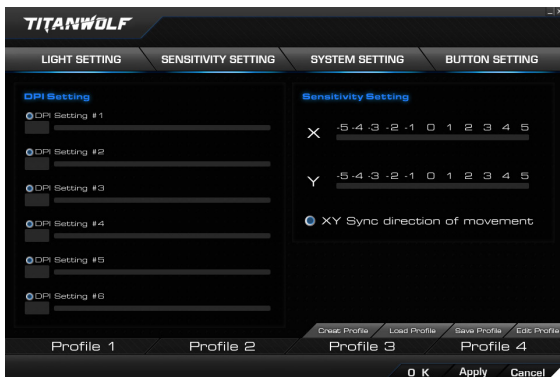 TITANWOLF
LIGHT SETTING SENSITIVITY SETTING SYSTEM SETTING BUTTON SETTING
DPI Setting
DPI Setting #1
DPI Setting #2
DPI Setting #3
DPI Setting #4
DPI Setting #5
DPI Setting #6
Sensitivity Setting
X -5 -4 -3 -2 -1 0 1 2 3 4 5
Y -5 -4 -3 -2 -1 0 1 2 3 4 5
XY Sync direction of movement
Creat Profile Load Profile Save Profile Edit Profile
Profile 1 Profile 2 Profile 3 Profile 4
O K Apply Cancel